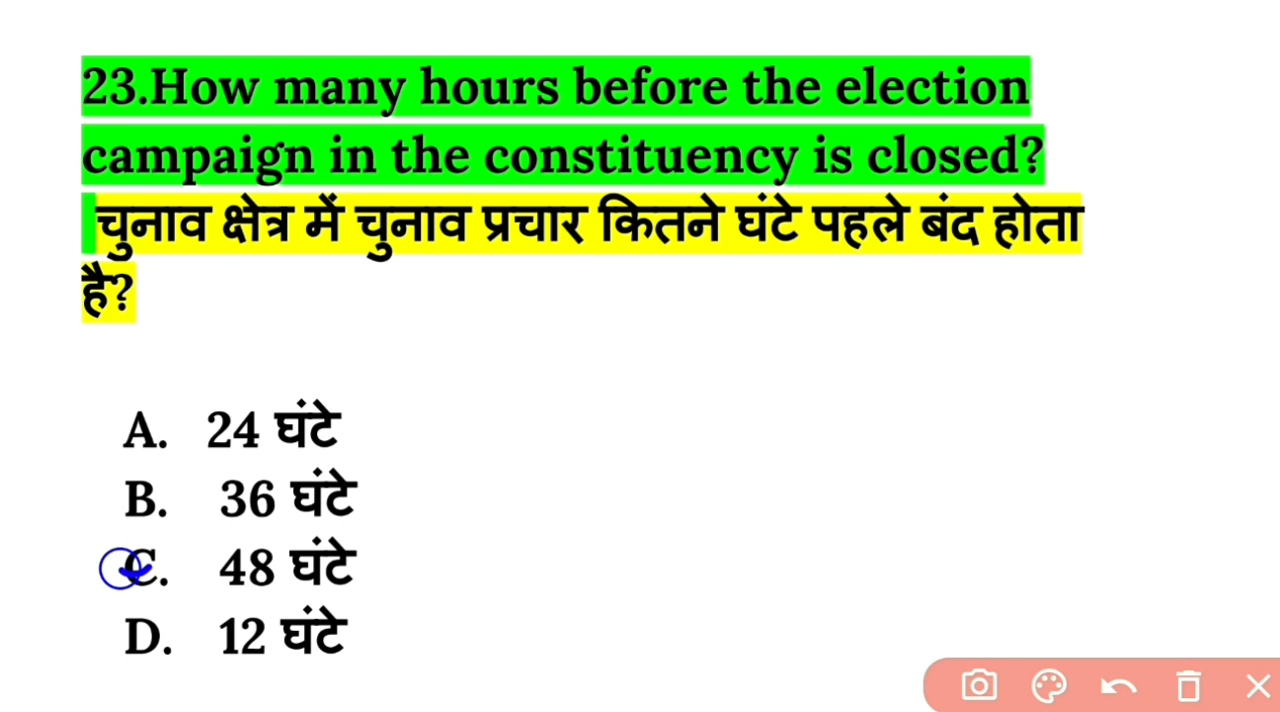 23.How many hours before the election
campaign in the constituency is closed?
चुनाव क्षेत्र में चुनाव प्रचार कितने घंटे पहले बंद होता
है?
A. 24 घंटे
B. 36 घंटे
C. 48 घंटे
D. 12 घंटे